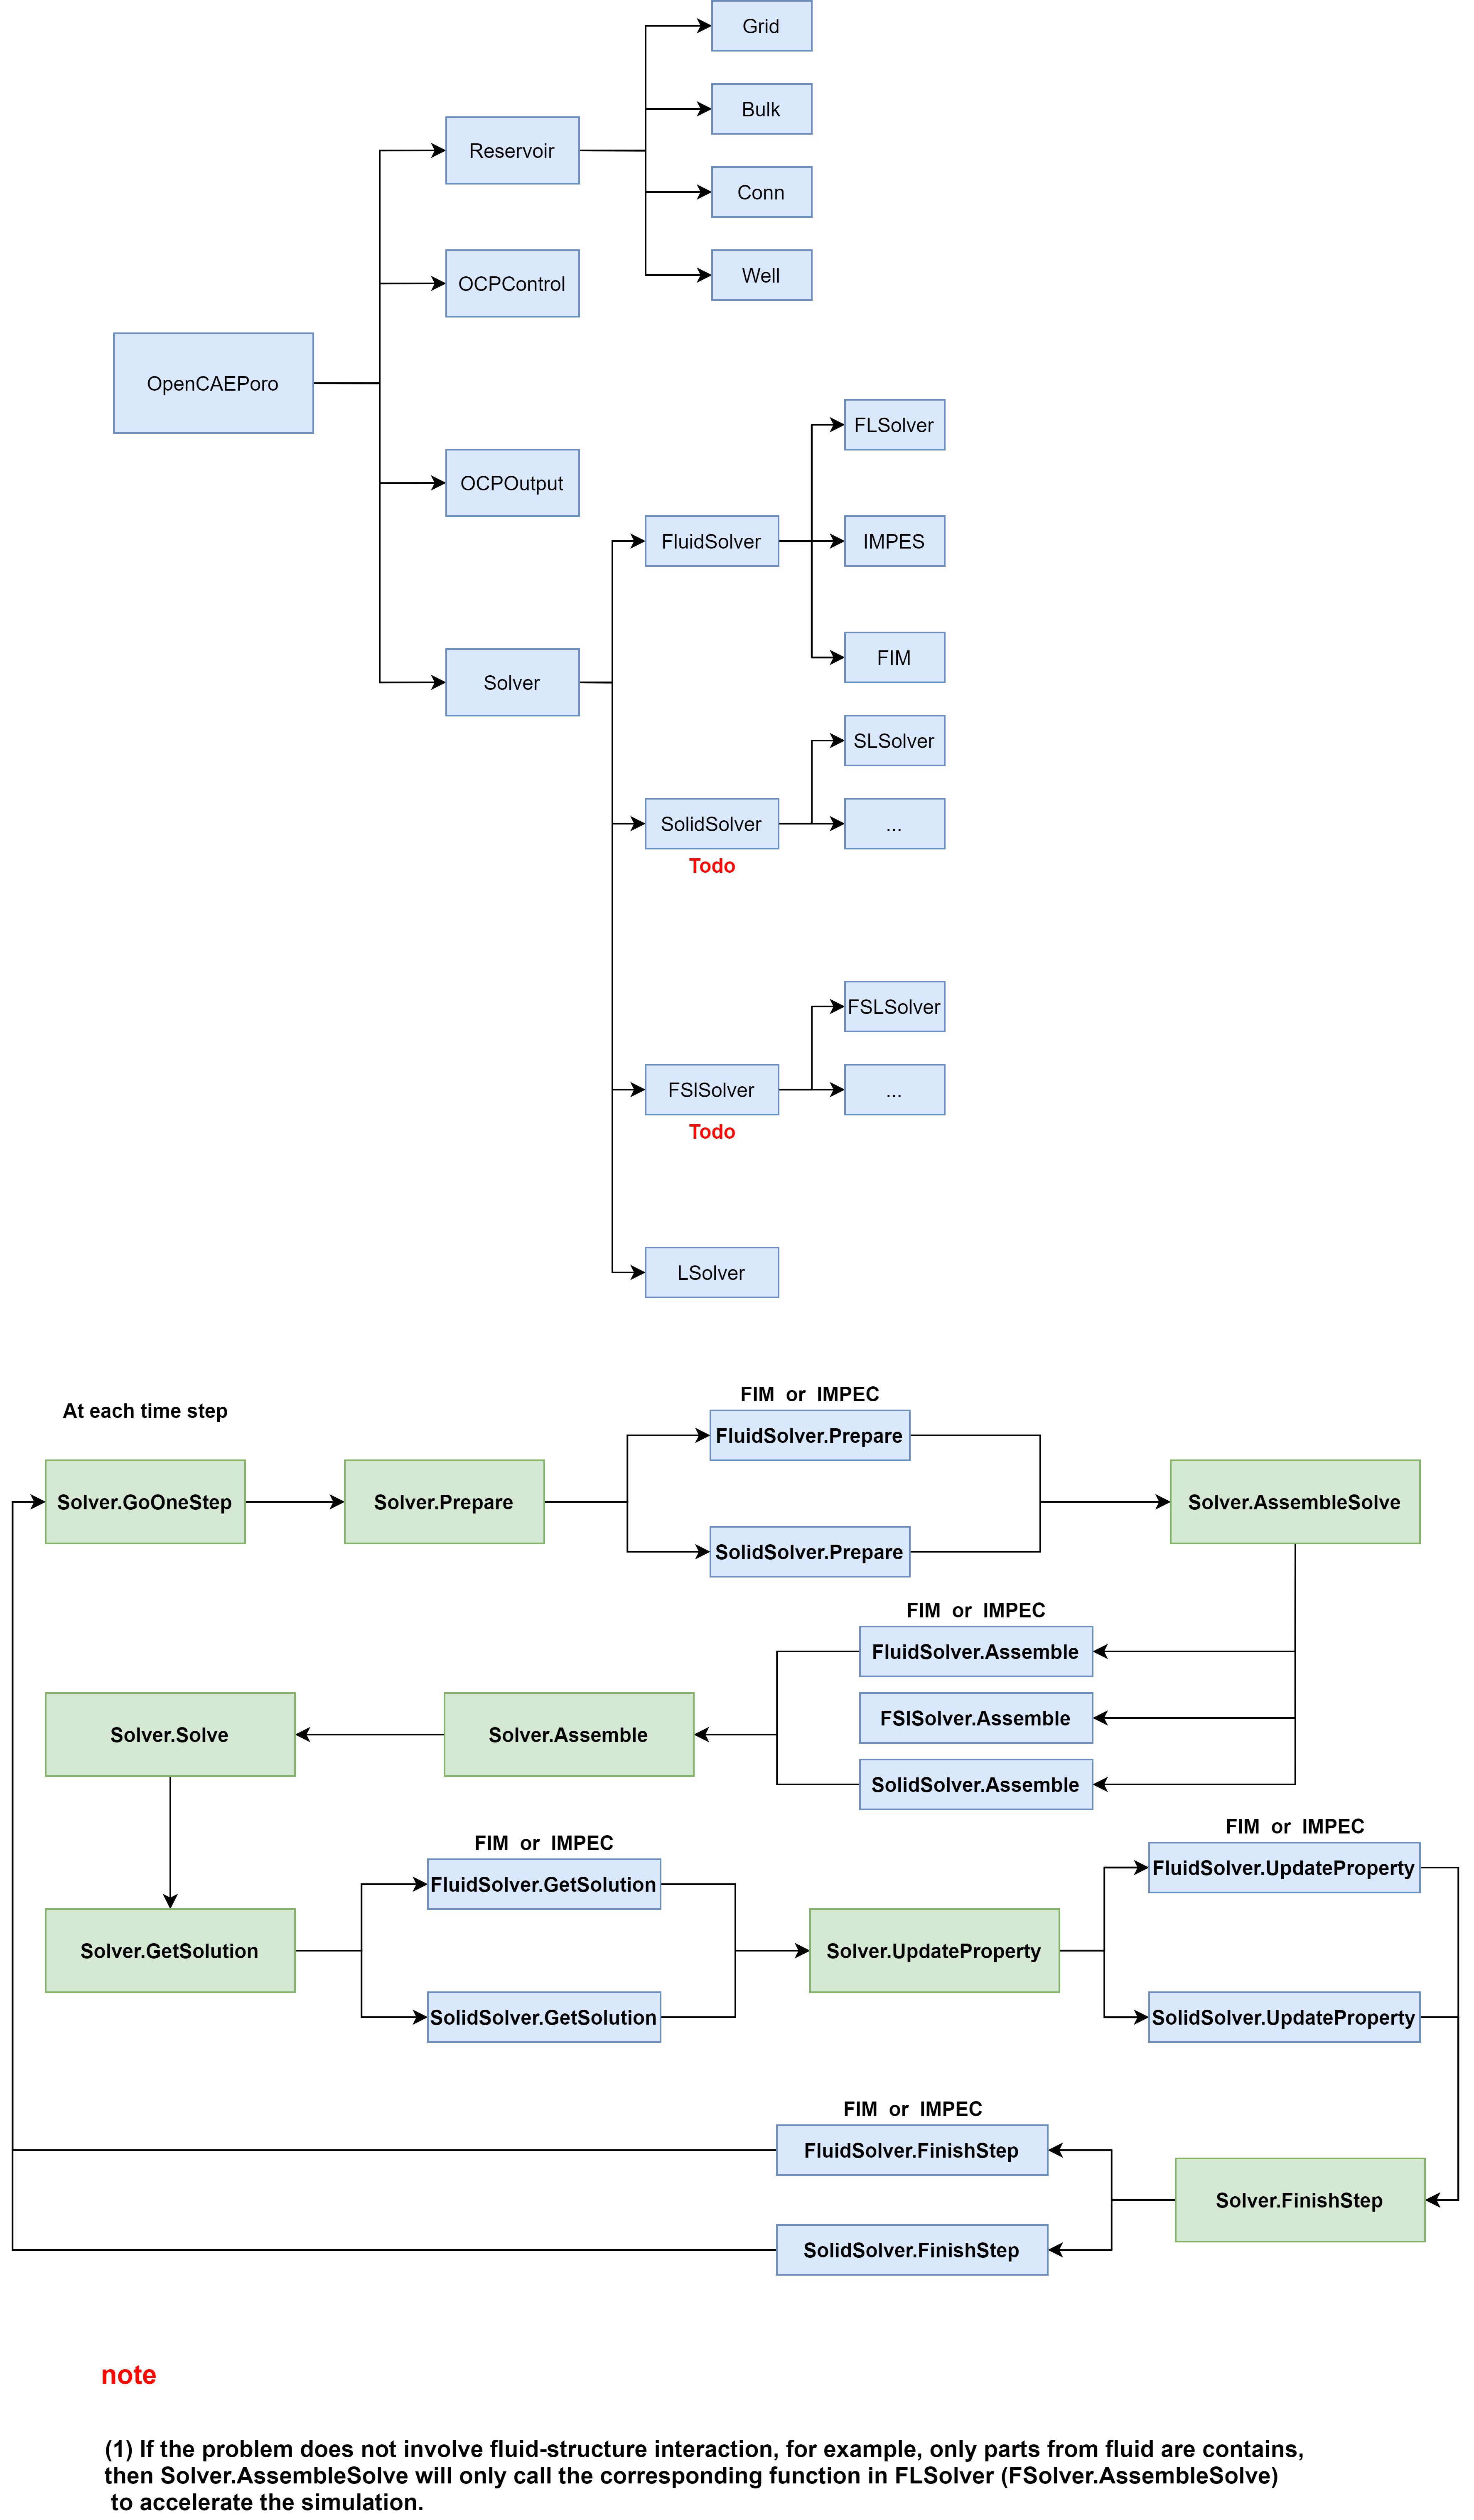 Grid
Bulk
Reservoir
Conn
OCPControl
Well
OpenCAEPoro
FLSolver
OCPOutput
FluidSolver
IMPES
FIM
Solver
SLSolver
SolidSolver
...
Todo
FSLSolver
FSISolver
...
Todo
LSolver
At each time step
FIM or IMPEC
FluidSolver.Prepare
Solver.GoOneStep
Solver.Prepare
Solver.AssembleSolve
SolidSolver.Prepare
FIM or IMPEC
FluidSolver.Assemble
Solver.Solve
Solver.Assemble
FSISolver.Assemble
SolidSolver.Assemble
FIM or IMPEC
FluidSolver.GetSolution
FIM or IMPEC
FluidSolver.UpdateProperty
Solver.GetSolution
Solver.UpdateProperty
SolidSolver.GetSolution
SolidSolver.UpdateProperty
FIM or IMPEC
FluidSolver.FinishStep
Solver.FinishStep
SolidSolver.FinishStep
note
(1) If the problem does not involve fluid-structure interaction, for example, only parts from fluid are contains,
then Solver.AssembleSolve will only call the corresponding function in FLSolver (FSolver.AssembleSolve)
to accelerate the simulation.